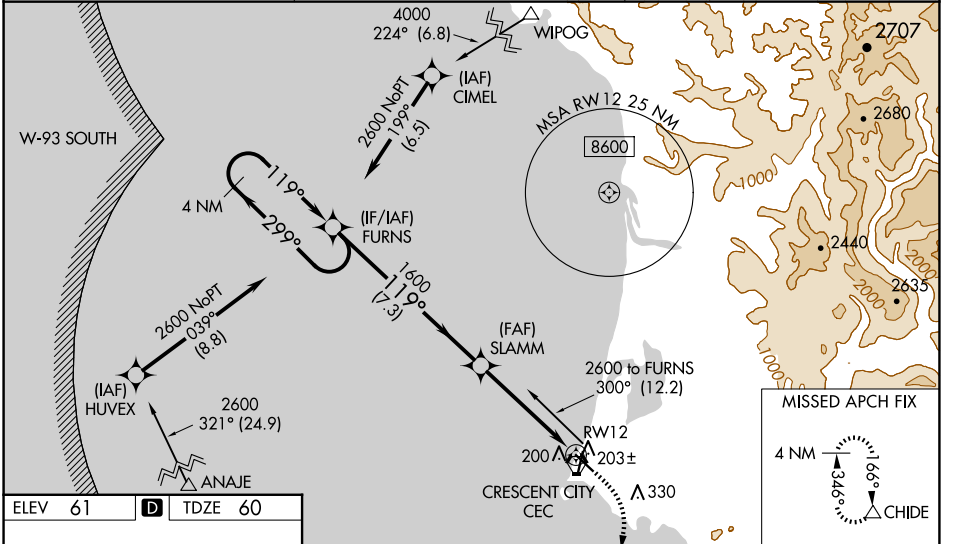 4000
224° (6.8)
WIPOG
2707
(IAF)
CIMEL
2600 NoPT
199°
(6.5)
MSA RW12 25 NM
8600
2680
W-93 SOUTH
1000
4 NM
119°
299°
(IF/IAF)
FURNS
2440
2000
2635
2000
1600
119°
(7.3)
2600 NoPT
039°
(8.8)
(FAF)
SLAMM
1000
(IAF)
HUVEX
2600 to FURNS
300° (12.2)
2600
321° (24.9)
MISSED APCH FIX
RW12
200
203±
4 NM
166°
346°
CHIDE
ANAJE
CRESCENT CITY
CEC
330
ELEV 61
D
TDZE 60